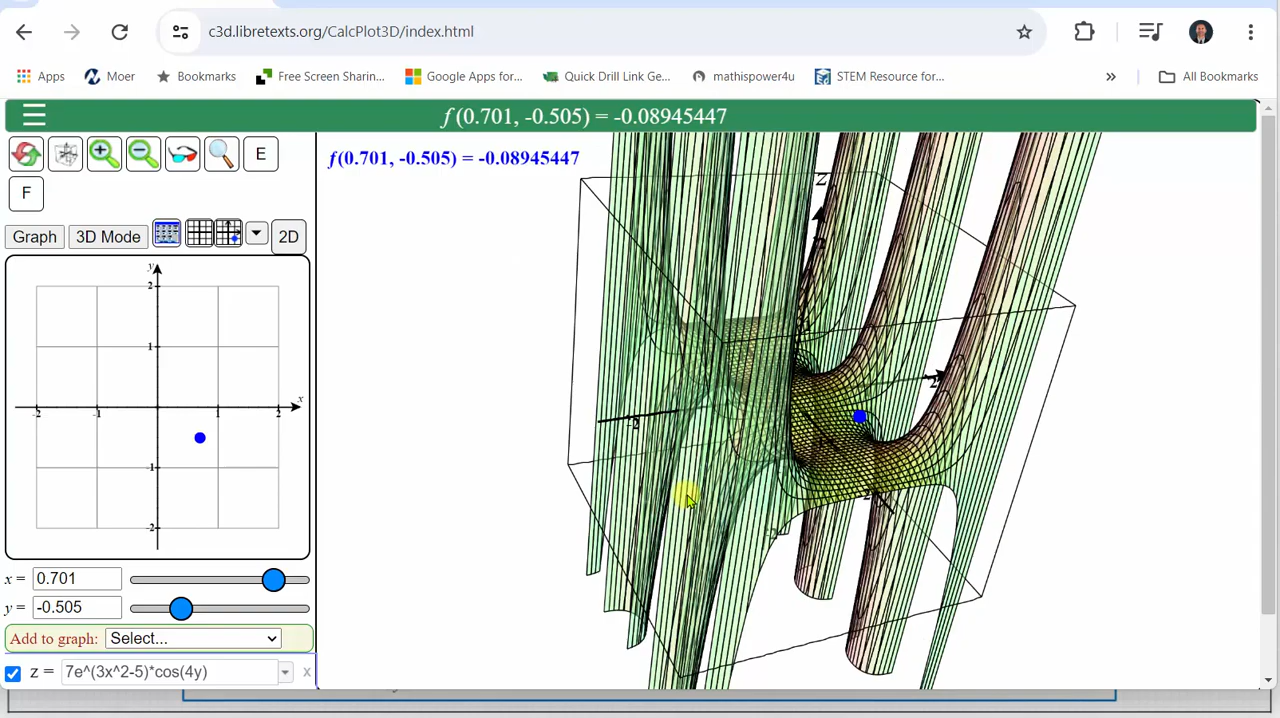 c3d.libretexts.org/CalcPlot3D/index.html
Apps
Moer
Bookmarks
Free Screen Sharin...
Google Apps for...
Quick Drill Link Ge...
mathispower4u
STEM Resource for...
»
All Bookmarks
f(0.701, -0.505) = -0.08945447
E
f(0.701, -0.505) = -0.08945447
F
Graph
3D Mode
2D
z
y
2
1
-2
-1
1
2
x
-1
-2
2
-2
2
x = 0.701
y = -0.505
Add to graph: Select...
z = 7e^(3x^2-5)*cos(4y)
x